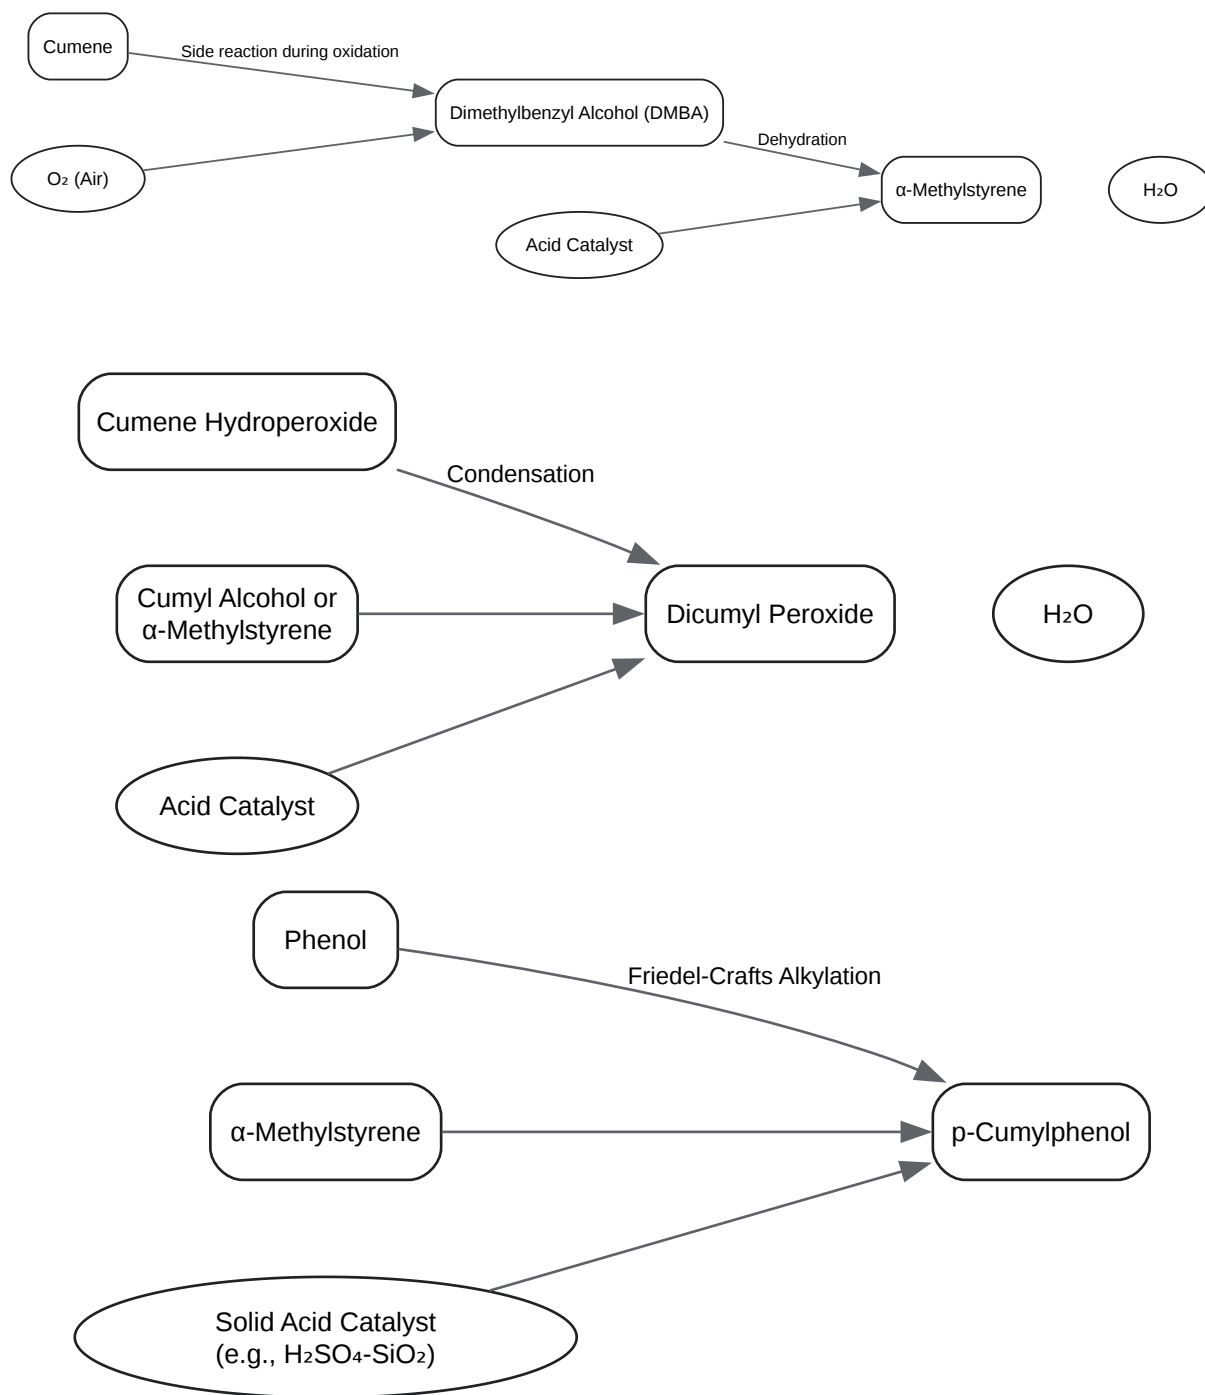 Cumene
Side reaction during oxidation
Dimethylbenzyl Alcohol (DMBA)
O₂ (Air)
Dehydration
α-Methylstyrene
H₂O
Acid Catalyst
Cumene Hydroperoxide
Condensation
Cumyl Alcohol or
α-Methylstyrene
Dicumyl Peroxide
H₂O
Acid Catalyst
Phenol
Friedel-Crafts Alkylation
α-Methylstyrene
p-Cumylphenol
Solid Acid Catalyst
(e.g., H₂SO₄-SiO₂)